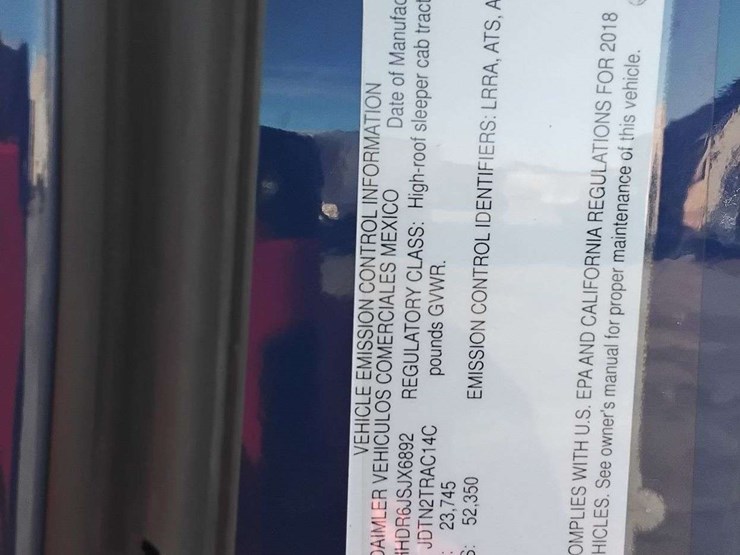 VEHICLE EMISSION CONTROL INFORMATION
DAIMLER VEHICULOS COMERCIALES MEXICO Date of Manufac
HDR6JSJX6892 REGULATORY CLASS: High-roof sleeper cab tract
JDTN2TRAC14C pounds GVWR.
: 23,745
S: 52,350 EMISSION CONTROL IDENTIFIERS: LRRA, ATS, A
OMPLIES WITH U.S. EPA AND CALIFORNIA REGULATIONS FOR 2018
HICLES. See owner's manual for proper maintenance of this vehicle.